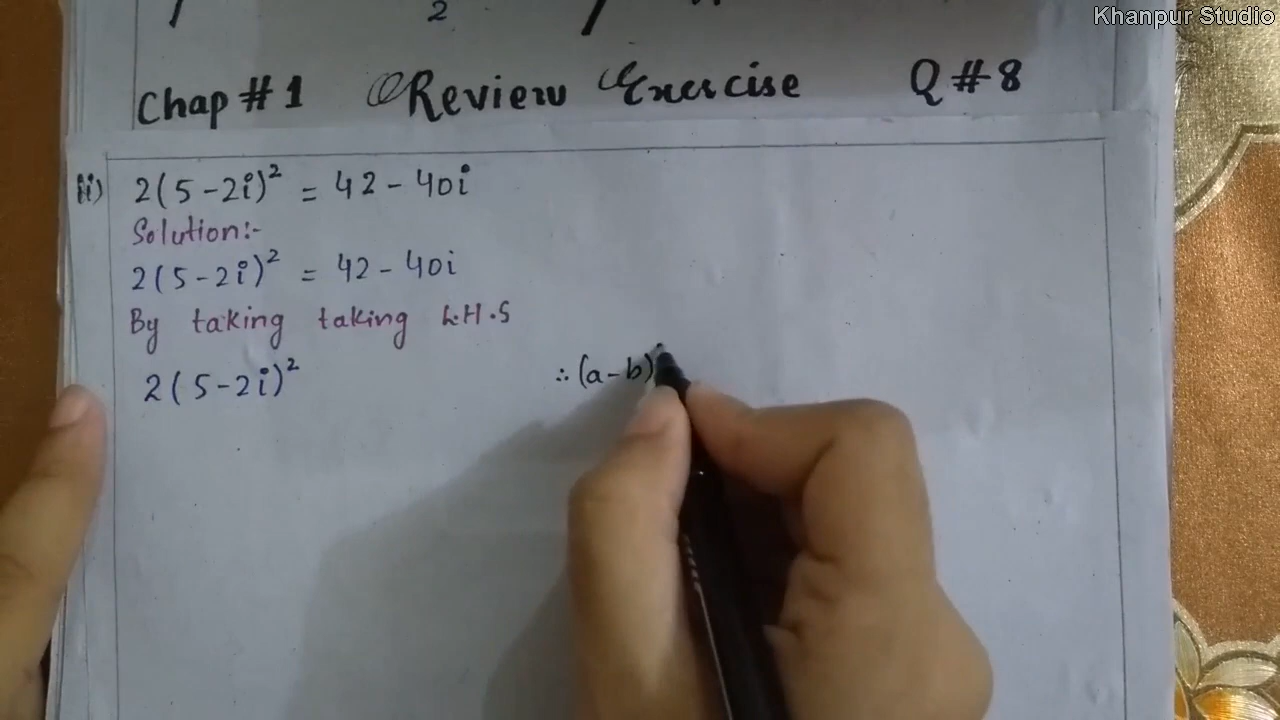 Khanpur Studio
2
Chap # 1 Review Exercise Q # 8
ii) 2(5-2i)² = 42 - 40i
Solution:-
2(5-2i)² = 42 - 40i
By taking taking L.H.S
2(5-2i)² ∴ (a-b)